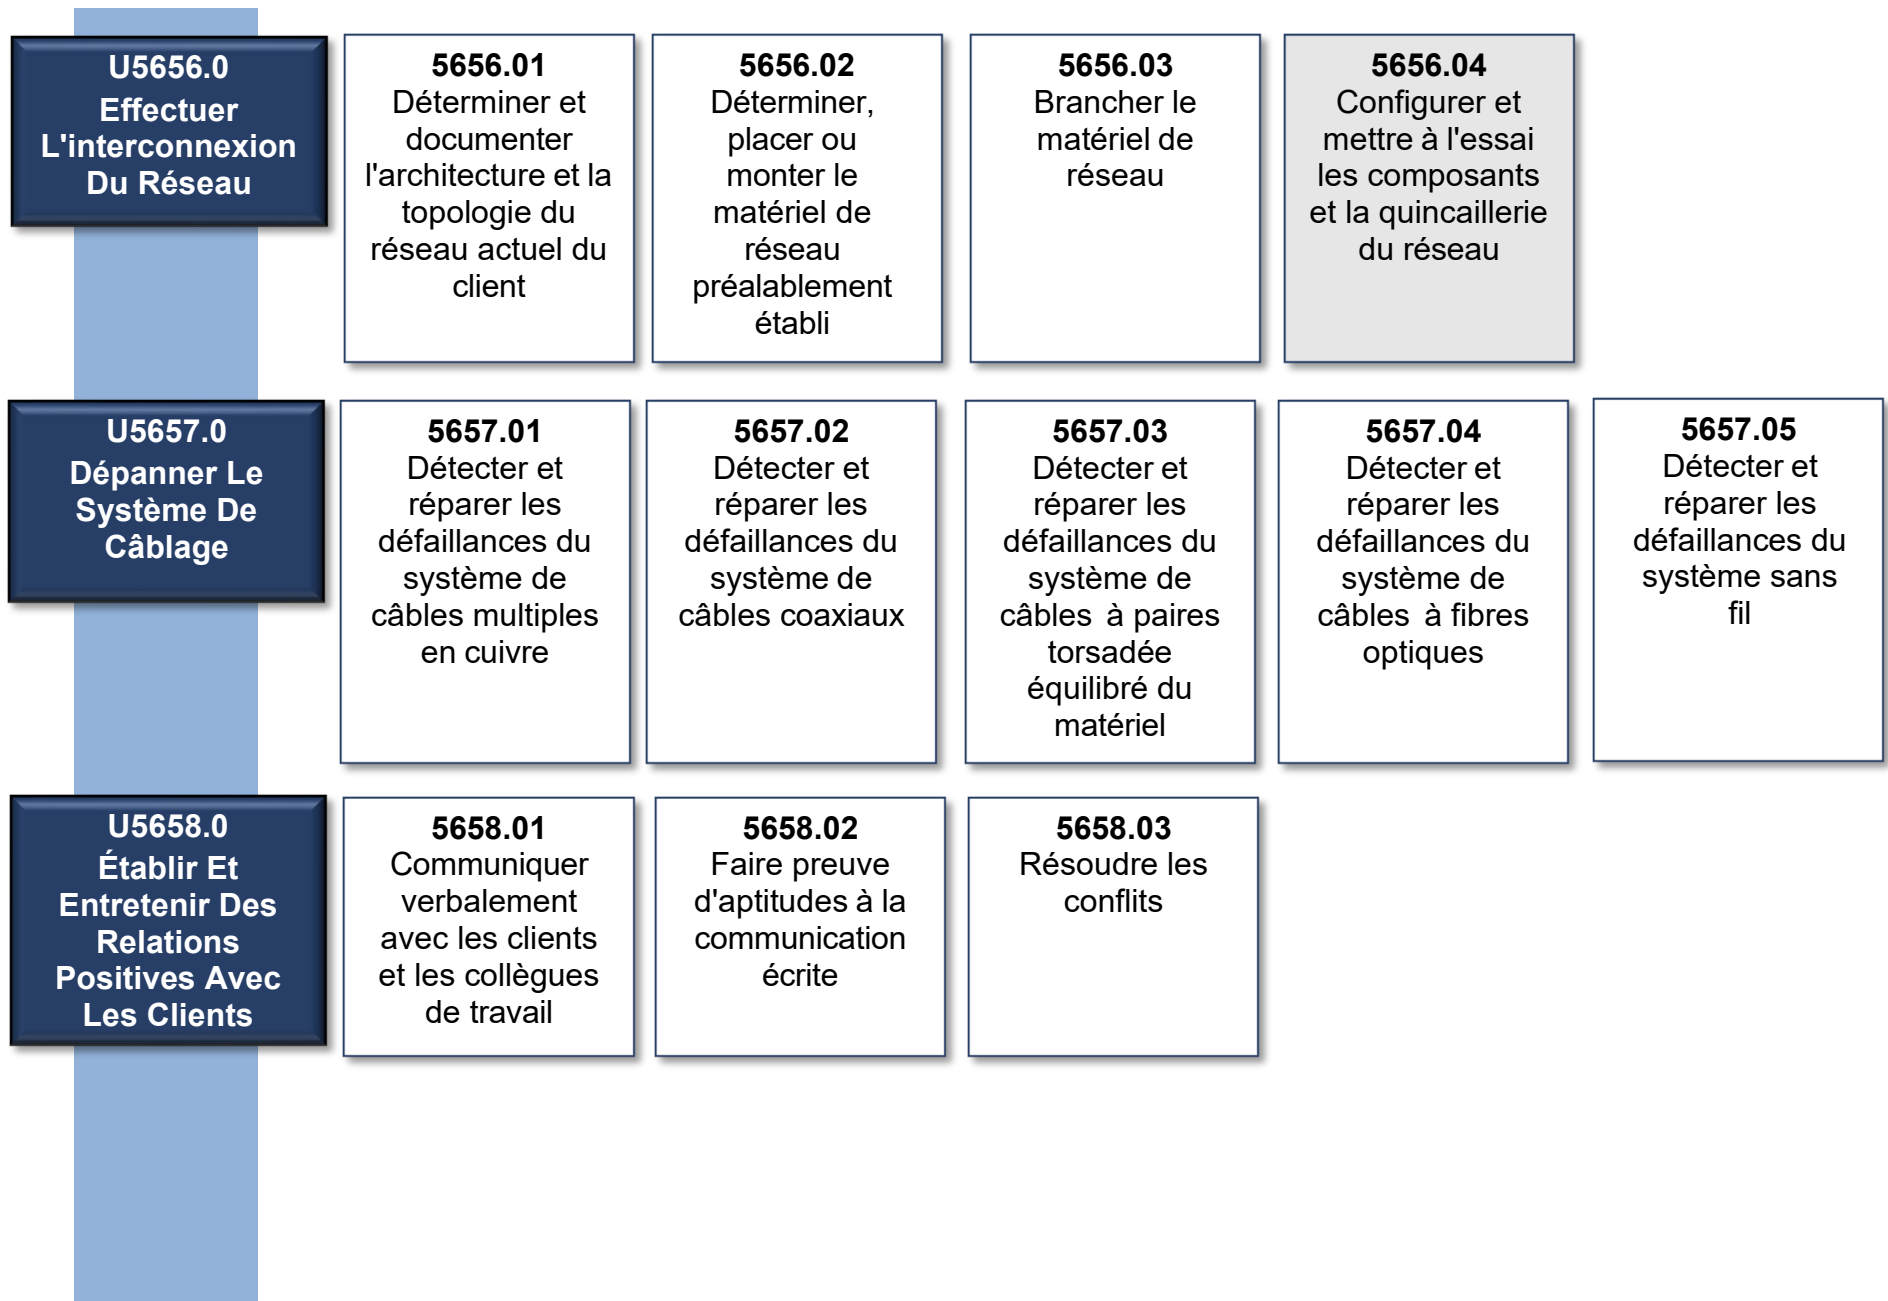 U5656.0
Effectuer
L'interconnexion
Du Réseau
5656.01
Déterminer et
documenter
l'architecture et la
topologie du
réseau actuel du
client
5656.02
Déterminer,
placer ou
monter le
matériel de
réseau
préalablement
établi
5656.03
Brancher le
matériel de
réseau
5656.04
Configurer et
mettre à l'essai
les composants
et la quincaillerie
du réseau
U5657.0
Dépanner Le
Système De
Câblage
5657.01
Détecter et
réparer les
défaillances du
système de
câbles multiples
en cuivre
5657.02
Détecter et
réparer les
défaillances du
système de
câbles coaxiaux
5657.03
Détecter et
réparer les
défaillances du
système de
câbles à paires
torsadée
équilibré du
matériel
5657.04
Détecter et
réparer les
défaillances du
système de
câbles à fibres
optiques
5657.05
Détecter et
réparer les
défaillances du
système sans
fil
U5658.0
Établir Et
Entretenir Des
Relations
Positives Avec
Les Clients
5658.01
Communiquer
verbalement
avec les clients
et les collègues
de travail
5658.02
Faire preuve
d'aptitudes à la
communication
écrite
5658.03
Résoudre les
conflits